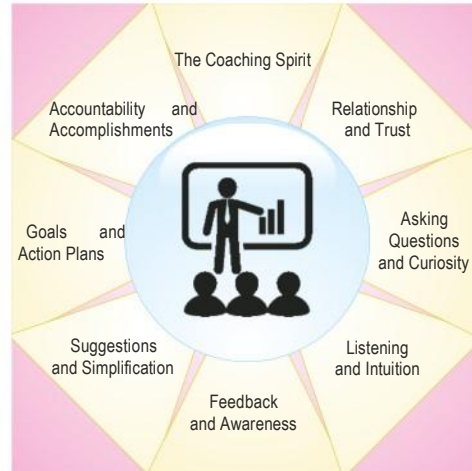 The Coaching Spirit
Relationship
and Trust
Asking
Questions
and Curiosity
Listening
and Intuition
Feedback
and Awareness
Suggestions
and Simplification
Goals and
Action Plans
Accountability and
Accomplishments